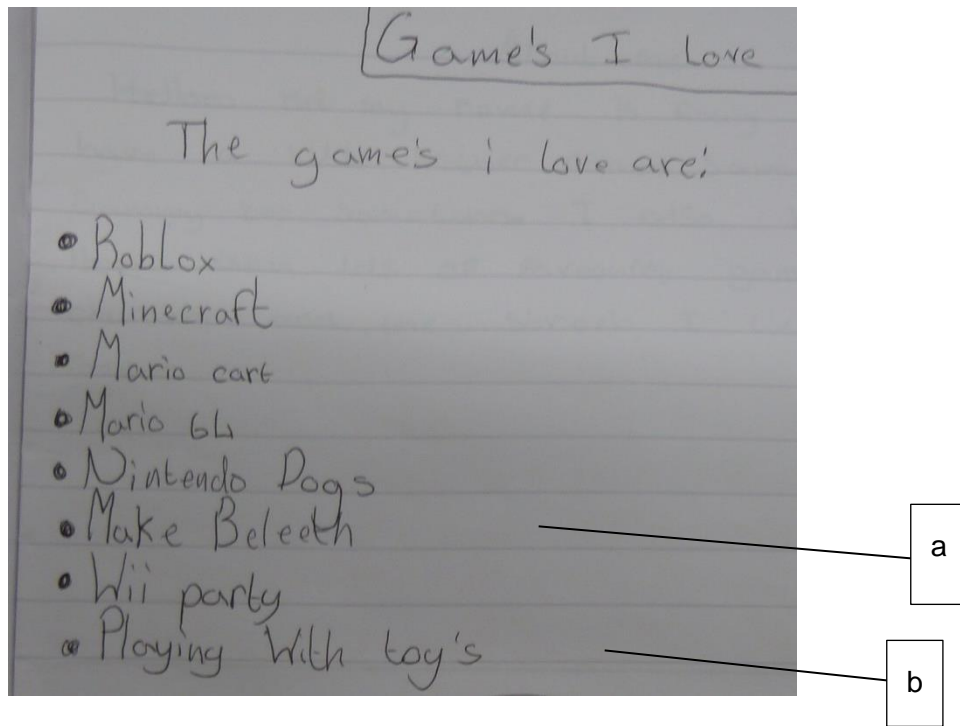 Game's I Love
The game's i love are:
• Roblox
• Minecraft
• Mario cart
• Mario 64
• Nintendo Dogs
• Make Beleeth
a
• Wii party
• Playing With toy's
b